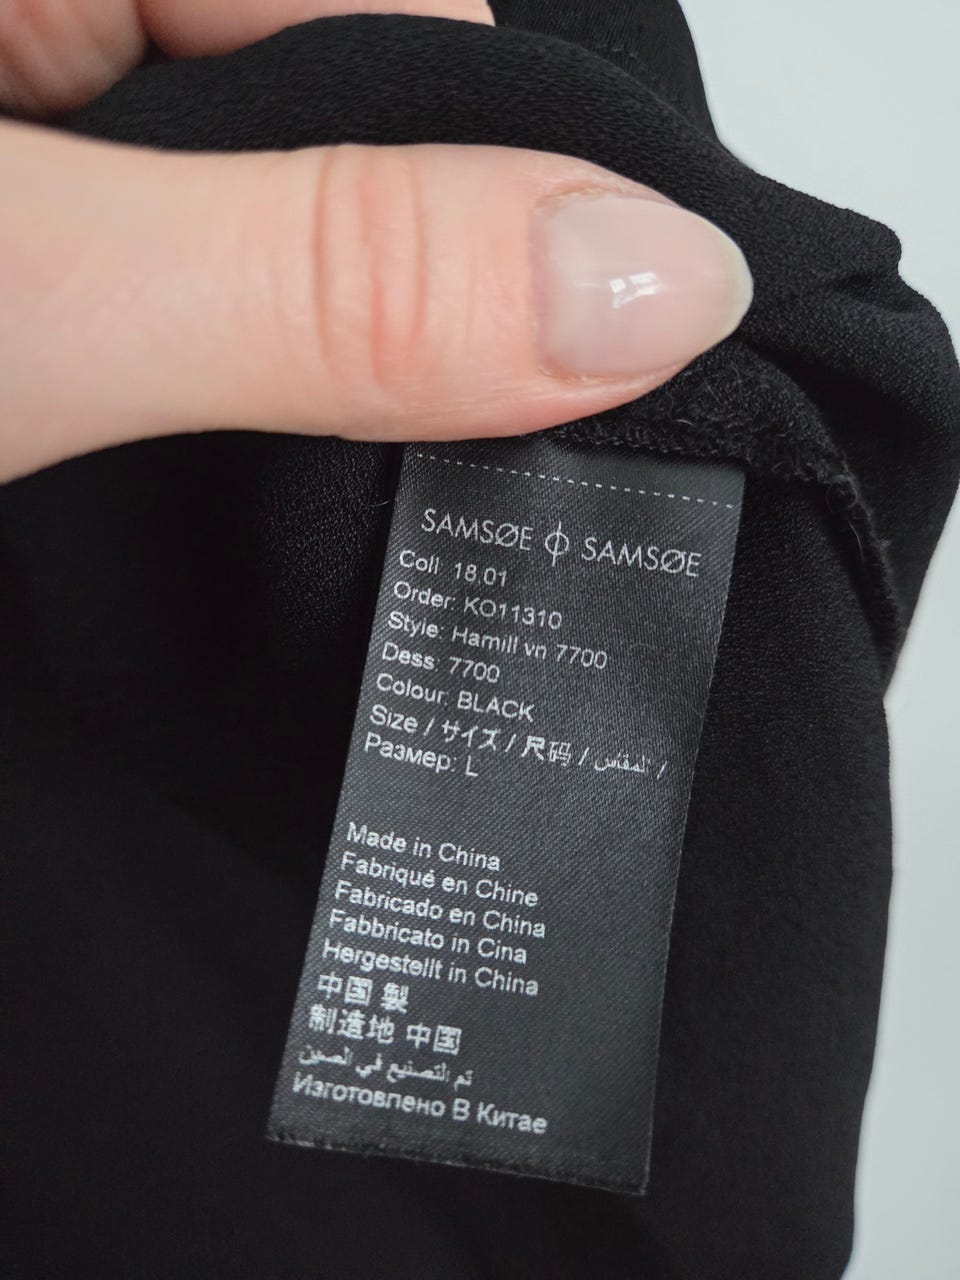 SAMSØE ϕ SAMSØE
Coll 18.01
Order: KO11310
Style: Hamill vn 7700
Dess: 7700
Colour: BLACK
Size / サイズ / 尺码 / المقاس /
Размер: L
Made in China
Fabriqué en Chine
Fabricado en China
Fabbricato in Cina
Hergestellt in China
中国 製
制造地 中国
تم التصنيع في الصين
Изготовлено В Китае